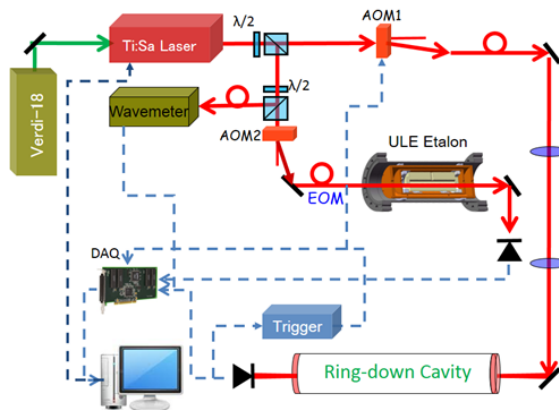 λ/2
AOM1
Ti:Sa Laser
λ/2
Wavemeter
Verdi-18
AOM2
ULE Etalon
EOM
DAQ
Trigger
Ring-down Cavity